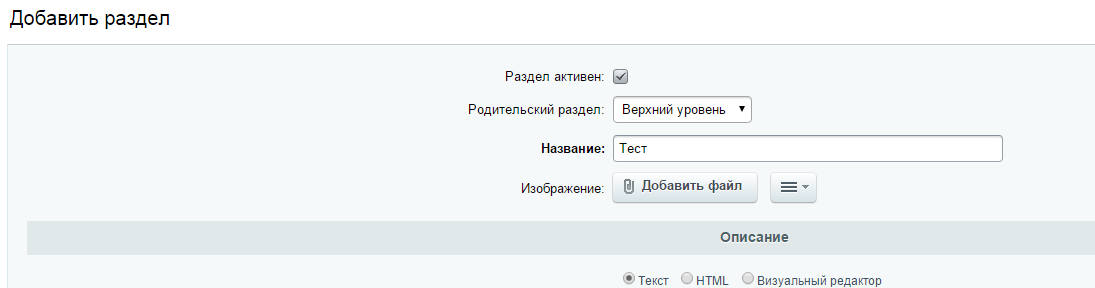 Добавить раздел
Раздел активен:
Родительский раздел: Верхний уровень
Название: Тест
Изображение: Добавить файл
Описание
Текст HTML Визуальный редактор